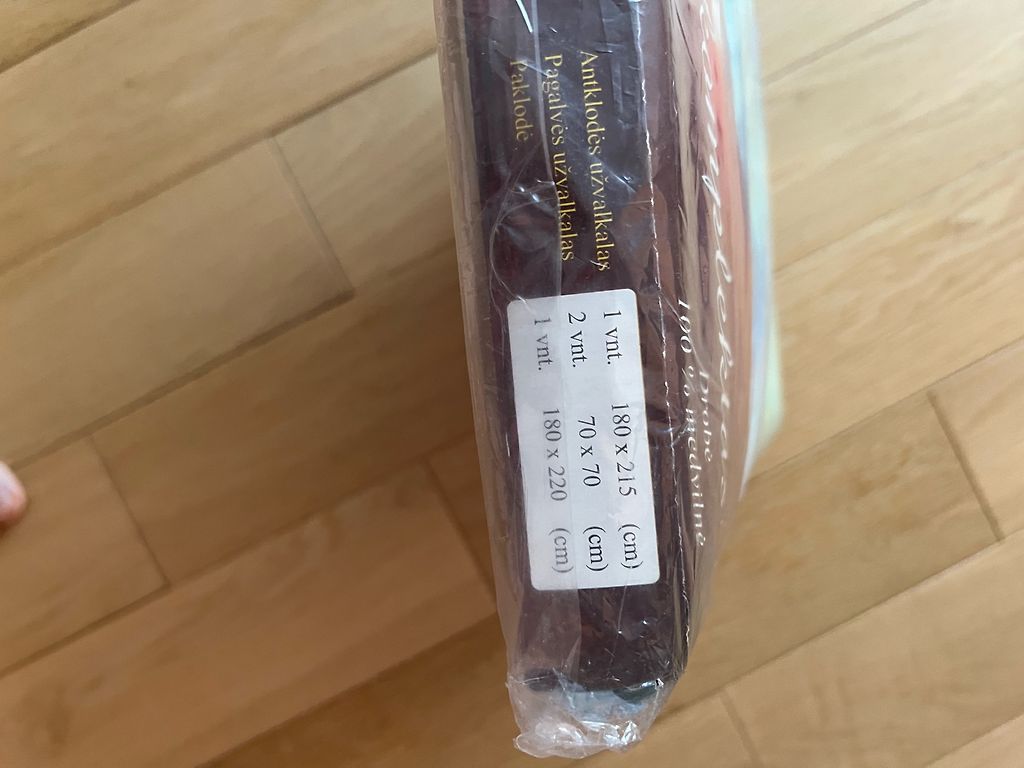 Antklodės užvalkalas
Pagalvės užvalkalas
Paklodė
1 vnt. 180 x 215 (cm)
2 vnt. 70 x 70 (cm)
1 vnt. 180 x 220 (cm)
Drobė
100 % medvilnė